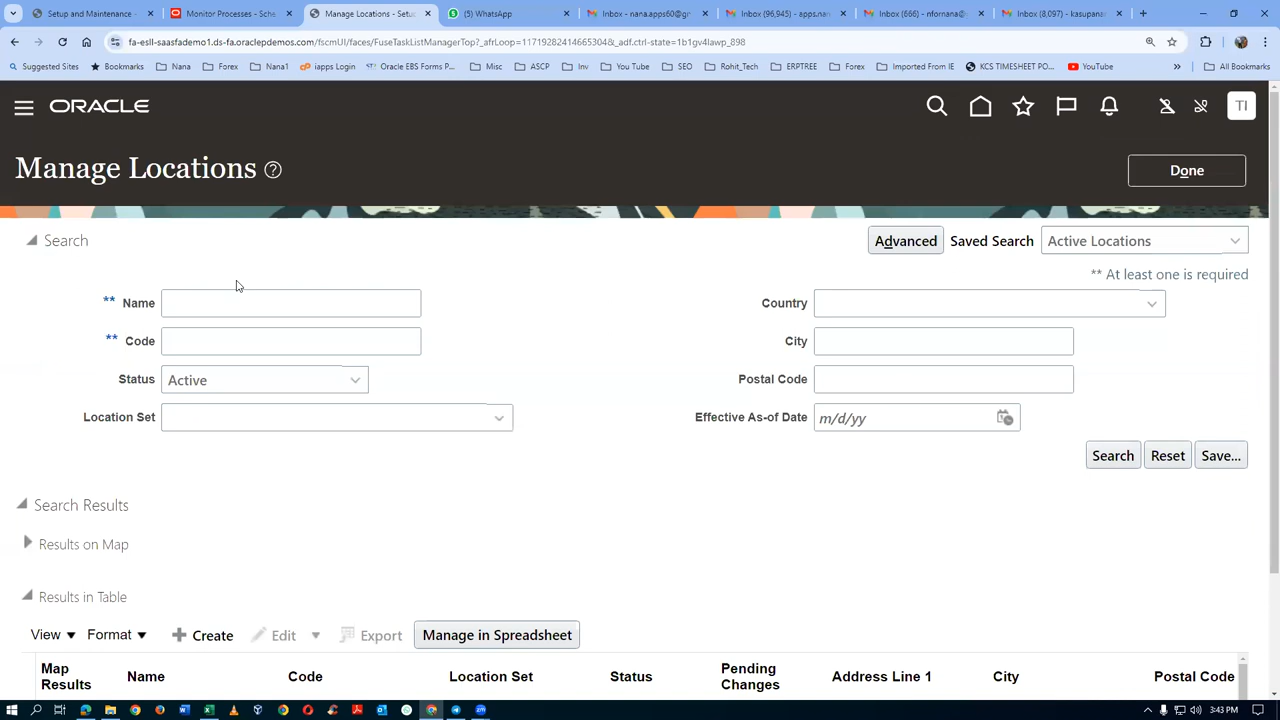 Setup and Maintenance -
Monitor Processes - Sche
Manage Locations - Setu
(5) WhatsApp
Inbox - nana.apps60@gr
Inbox (96,945) - apps.nan
Inbox (666) - nfornana@
Inbox (8,097) - kasupanar
fa-esll-saasfademo1.ds-fa.oraclepdemos.com/fscmUI/faces/FuseTaskListManagerTop?_afrLoop=117192824146653048&_adf.ctrl-state=1b1gv4lawp_898
Suggested Sites
Bookmarks
Nana
Forex
Nana1
iapps Login
Oracle EBS Forms P...
Misc
ASCP
Inv
You Tube
SEO
Rohit_Tech
ERPTREE
Forex
Imported From IE
KCS TIMESHEET PO...
YouTube
»
All Bookmarks
ORACLE
TI
Manage Locations
Done
Search
Advanced
Saved Search
Active Locations
** At least one is required
** Name
Country
** Code
City
Status
Active
Postal Code
Location Set
Effective As-of Date
m/d/yy
Search
Reset
Save...
Search Results
Results on Map
Results in Table
View
Format
Create
Edit
Export
Manage in Spreadsheet
Map Results
Name
Code
Location Set
Status
Pending Changes
Address Line 1
City
Postal Code
3:43 PM